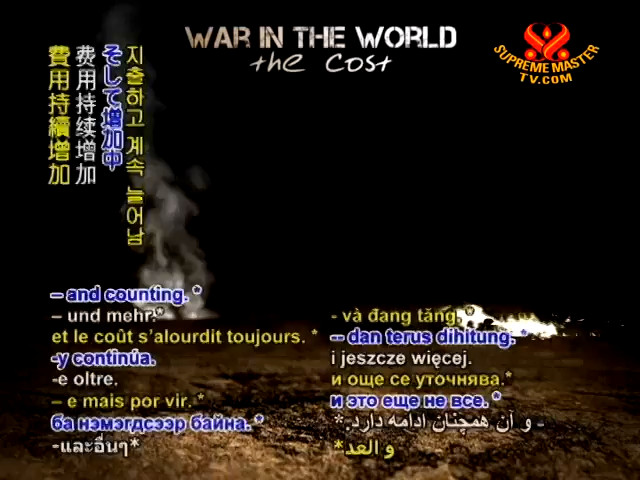 WAR IN THE WORLD
the cost
SUPREME MASTER
TV.COM
費用持續增加
费用持续增加
そして増加中
지출하고 계속 늘어남
– and counting. *
– und mehr.*
et le coût s'alourdit toujours. *
-y continúa.
-e oltre.
– e mais por vir. *
ба нэмэгдсээр байна. *
-และอื่นๆ*
- và đang tăng. *
-- dan terus dihitung. *
i jeszcze więcej.
и още се уточнява.*
и это еще не все. *
- و آن همچنان ادامه دارد.*
و العد*